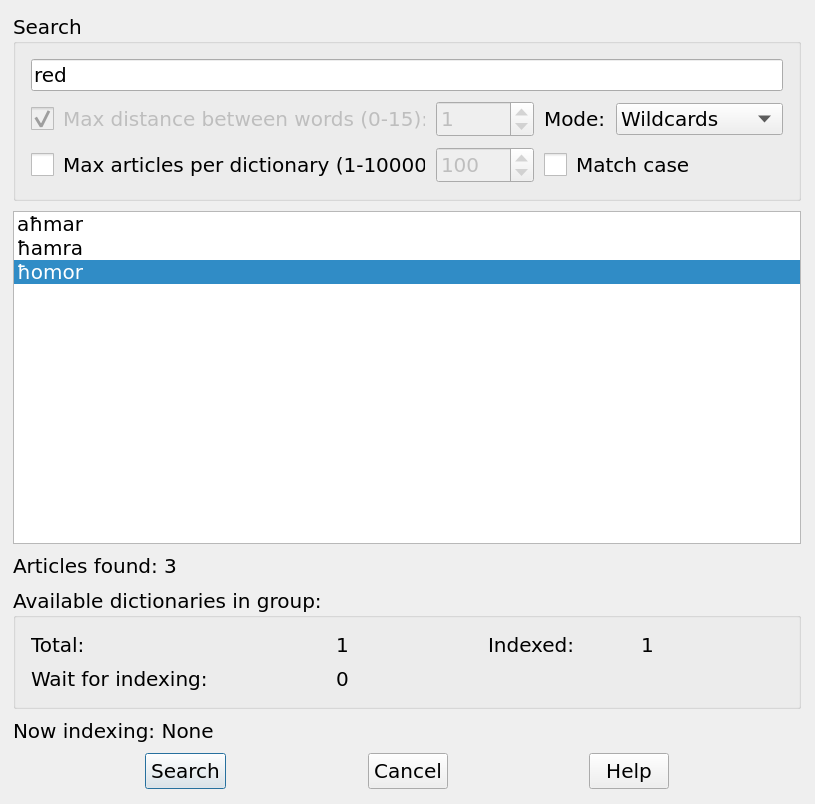 Search
red
Max distance between words (0-15): 1 Mode: Wildcards
Max articles per dictionary (1-10000 100 Match case
aħmar
ħamra
ħomor
Articles found: 3
Available dictionaries in group:
Total: 1 Indexed: 1
Wait for indexing: 0
Now indexing: None
Search Cancel Help